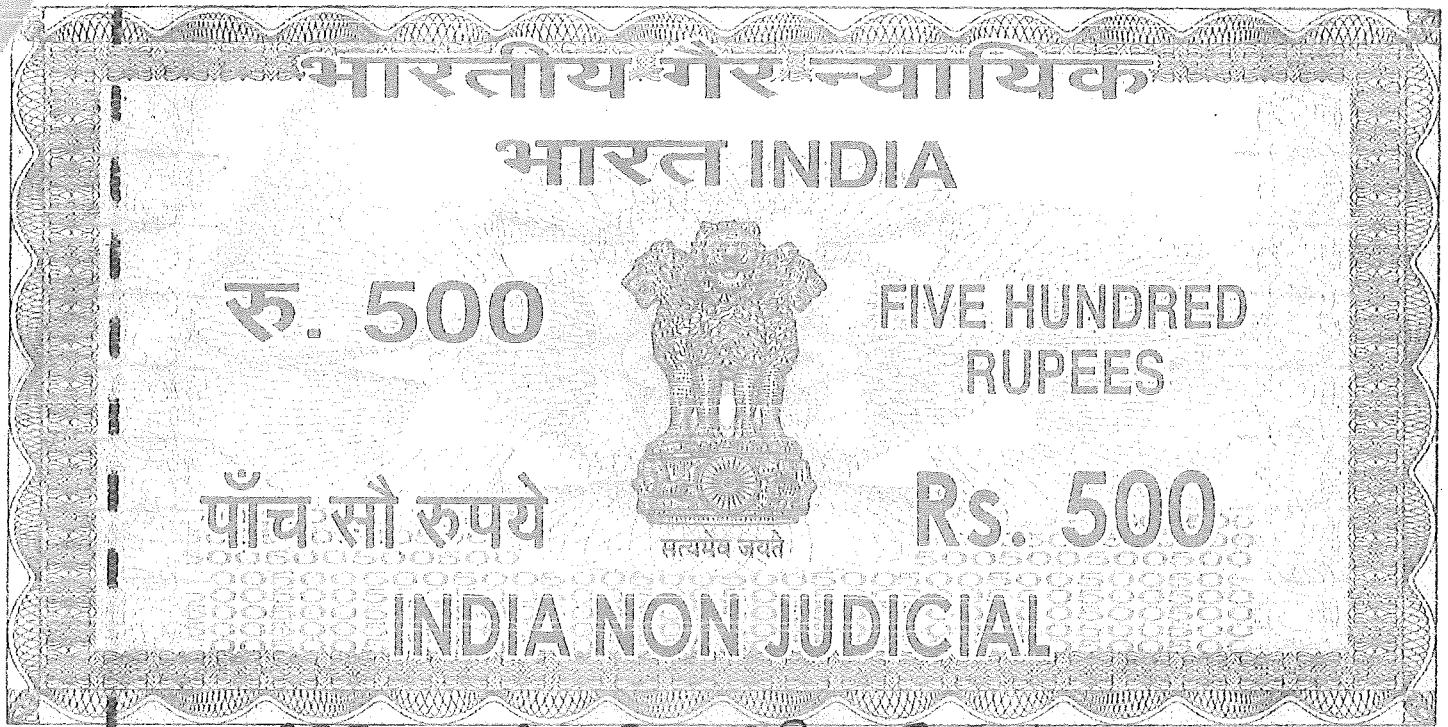 भारतीय गैर न्यायिक
भारत INDIA
रु. 500
FIVE HUNDRED
RUPEES
पाँच सौ रुपये
Rs. 500
सत्यमेव जयते
INDIA NON JUDICIAL